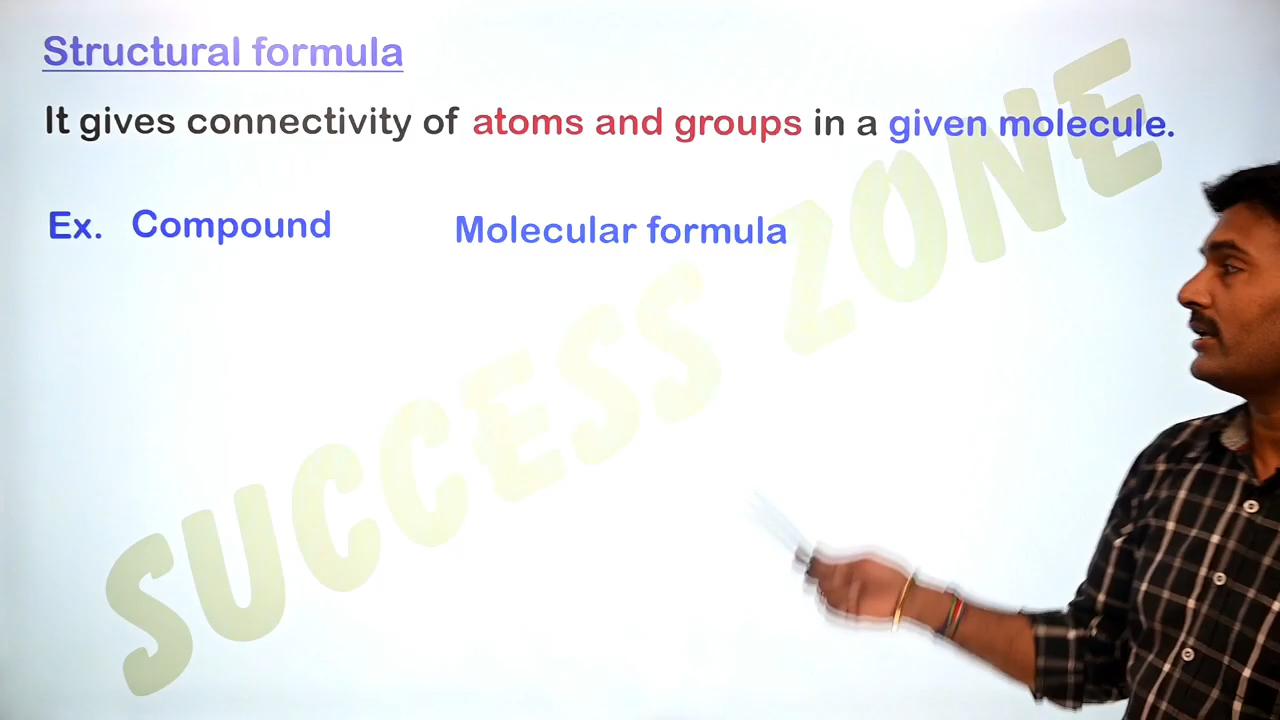 Structural formula
It gives connectivity of atoms and groups in a given molecule.
Ex. Compound Molecular formula
SUCCESS ZONE